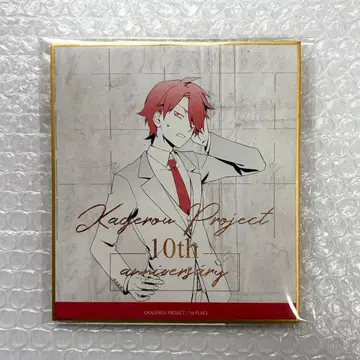 Kagerou Project
10th
anniversary
©KAGEROU PROJECT / 1st PLACE